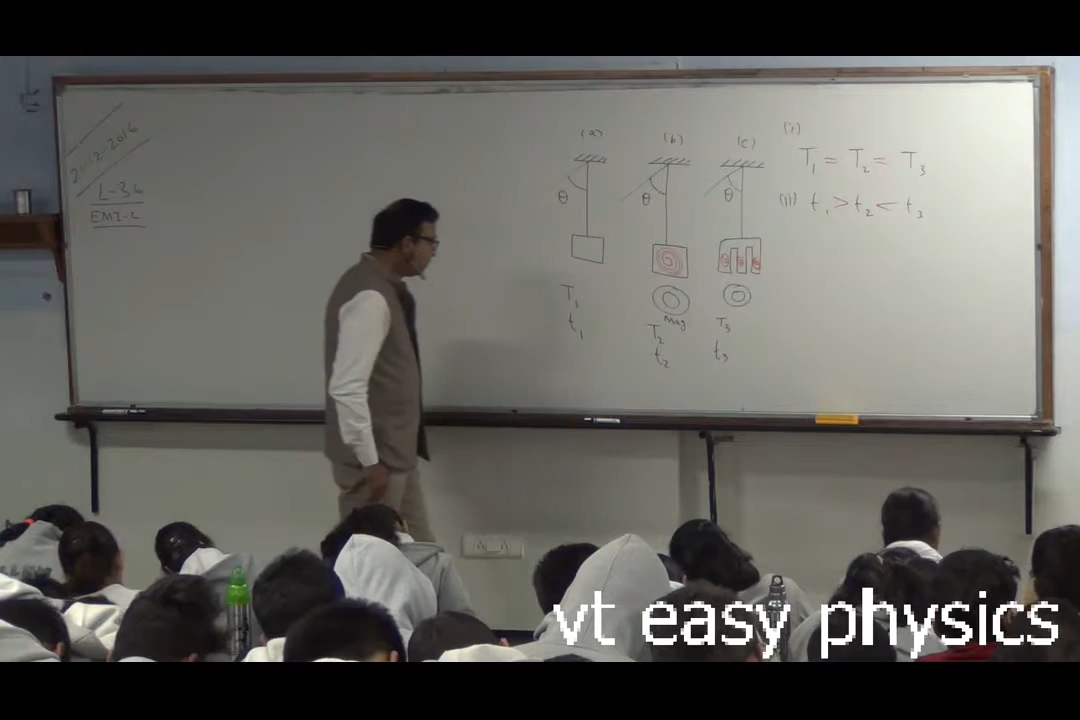 21-12-2016
L-34
EMI-2
(a)
(b)
(c)
θ
θ
θ
T₁
t₁
Mag
T₂
t₂
T₃
t₃
(i)
T₁ = T₂ = T₃
(ii) t₁ > t₂ < t₃
vt easy physics